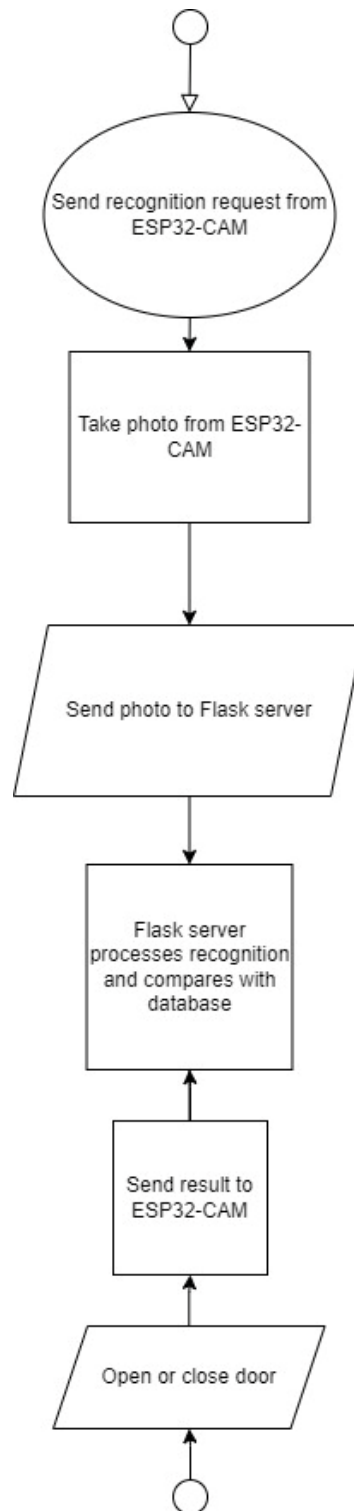 Send recognition request from
ESP32-CAM
Take photo from ESP32-
CAM
Send photo to Flask server
Flask server
processes recognition
and compares with
database
Send result to
ESP32-CAM
Open or close door